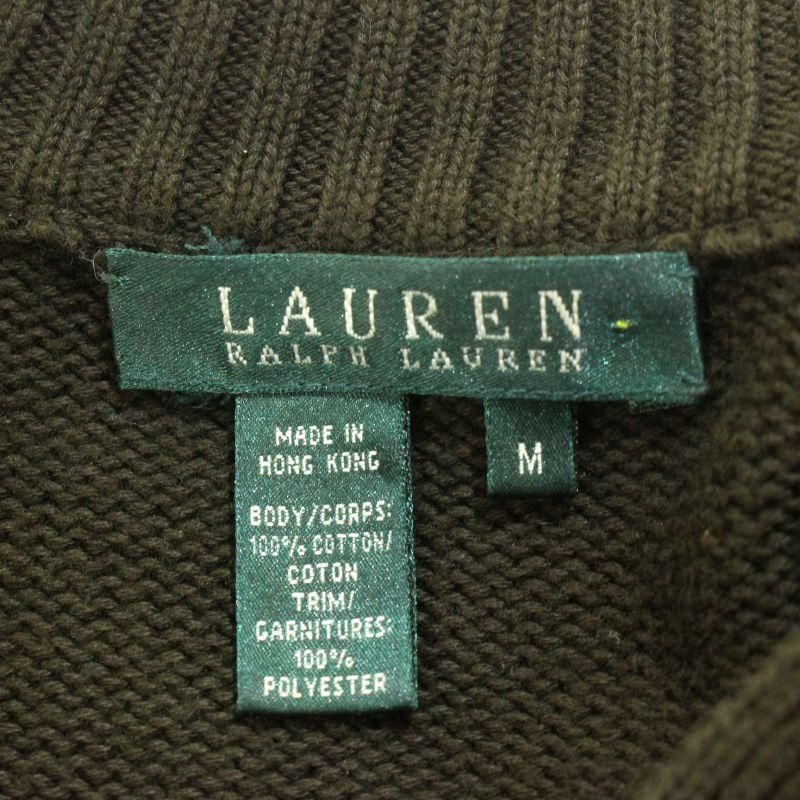 LAUREN
RALPH LAUREN
MADE IN
HONG KONG
BODY/CORPS:
100% COTTON/
COTON
TRIM/
GARNITURES:
100%
POLYESTER
M